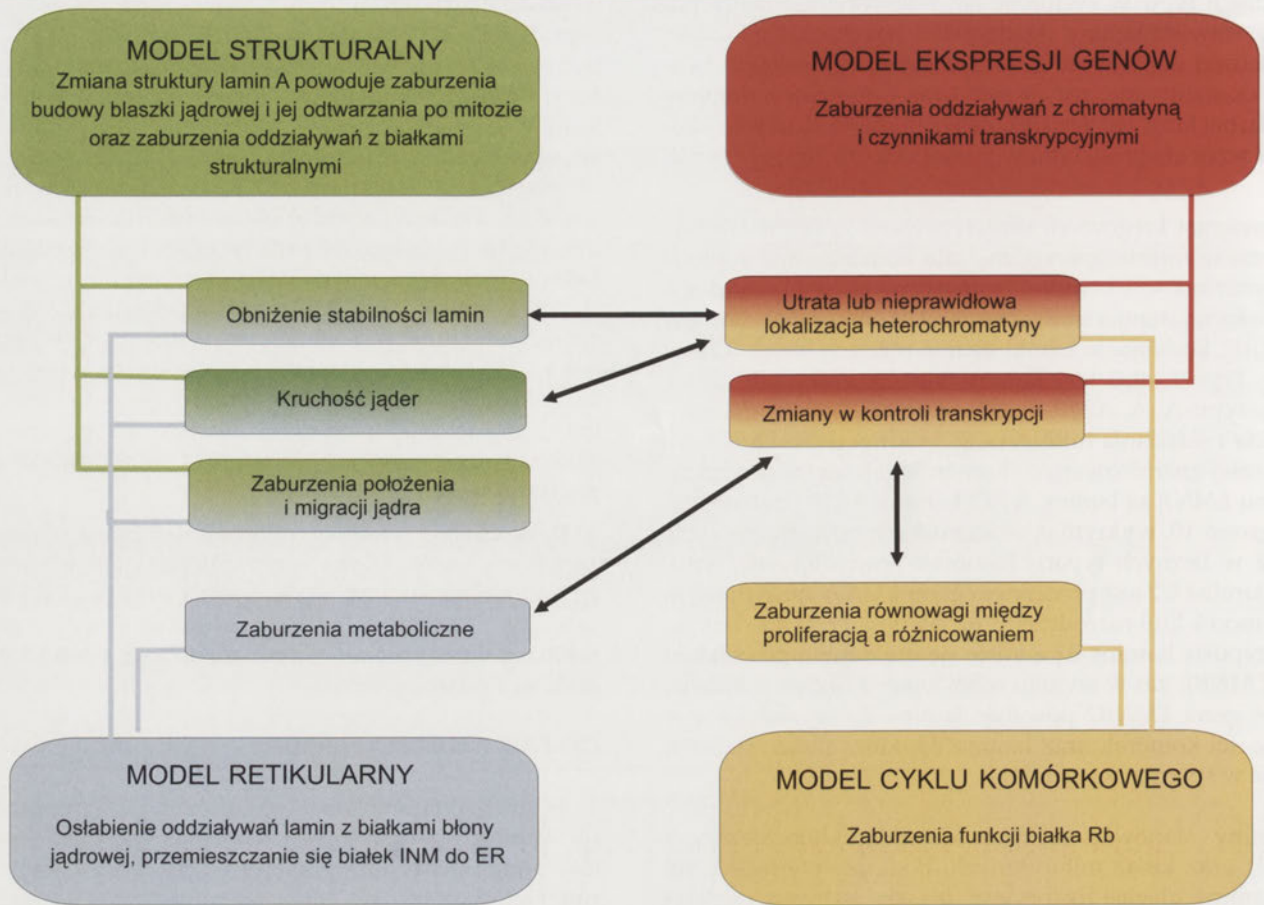 MODEL STRUKTURALNY
Zmiana struktury lamin A powoduje zaburzenia
budowy blaszki jądrowej i jej odtwarzania po mitozie
oraz zaburzenia oddziaływań z białkami
strukturalnymi
MODEL EKSPRESJI GENÓW
Zaburzenia oddziaływań z chromatyną
i czynnikami transkrypcyjnymi
Obniżenie stabilności lamin
Utrata lub nieprawidłowa
lokalizacja heterochromatyny
Kruchość jąder
Zmiany w kontroli transkrypcji
Zaburzenia położenia
i migracji jądra
Zaburzenia metaboliczne
Zaburzenia równowagi między
proliferacją a różnicowaniem
MODEL RETIKULARNY
Osłabienie oddziaływań lamin z białkami błony
jądrowej, przemieszczanie się białek INM do ER
MODEL CYKLU KOMÓRKOWEGO
Zaburzenia funkcji białka Rb